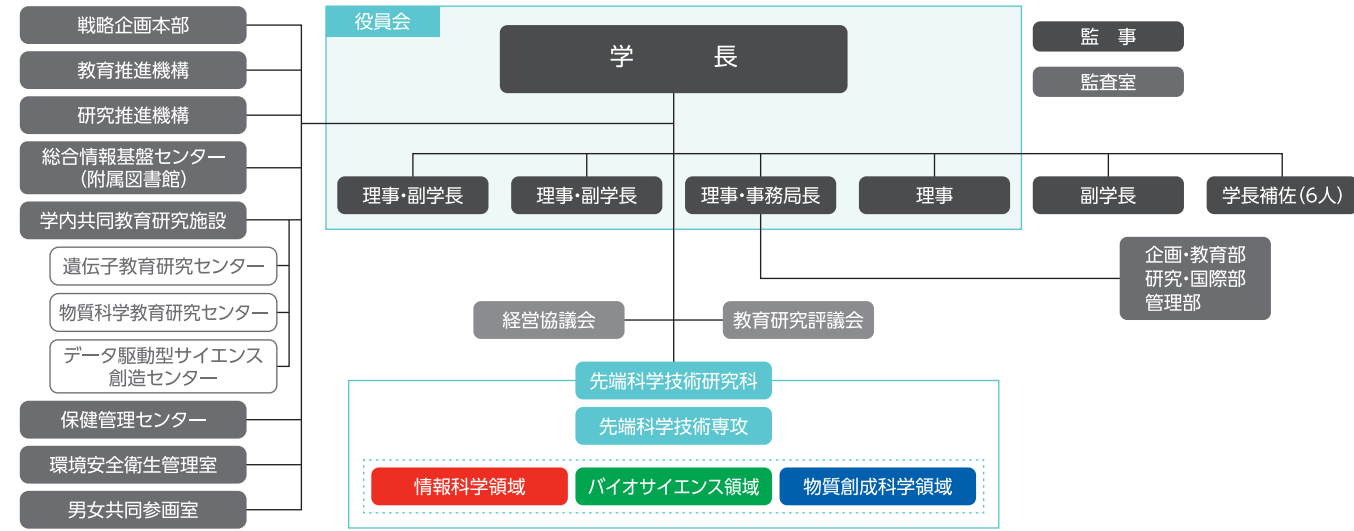 戦略企画本部
教育推進機構
研究推進機構
総合情報基盤センター
(附属図書館)
学内共同教育研究施設
遺伝子教育研究センター
物質科学教育研究センター
データ駆動型サイエンス
創造センター
保健管理センター
環境安全衛生管理室
男女共同参画室
役員会
学　長
監　事
監査室
理事・副学長
理事・副学長
理事・事務局長
理事
副学長
学長補佐(6人)
企画・教育部
研究・国際部
管理部
経営協議会
教育研究評議会
先端科学技術研究科
先端科学技術専攻
情報科学領域
バイオサイエンス領域
物質創成科学領域